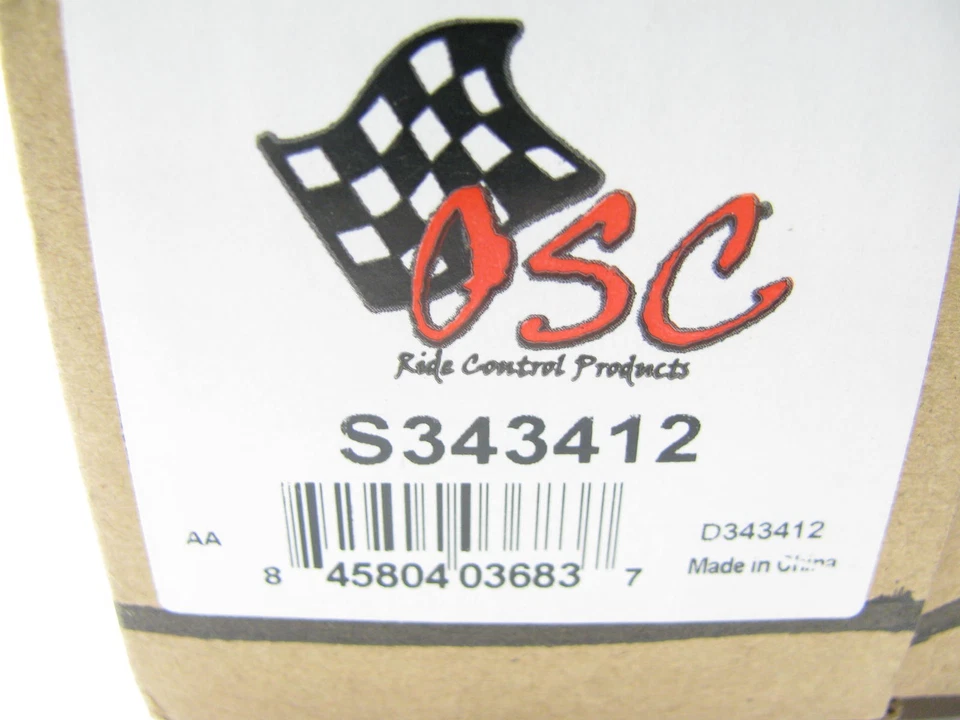 OSC
Ride Control Products
S343412
AA
D343412
Made in China
8 45804 03683 7